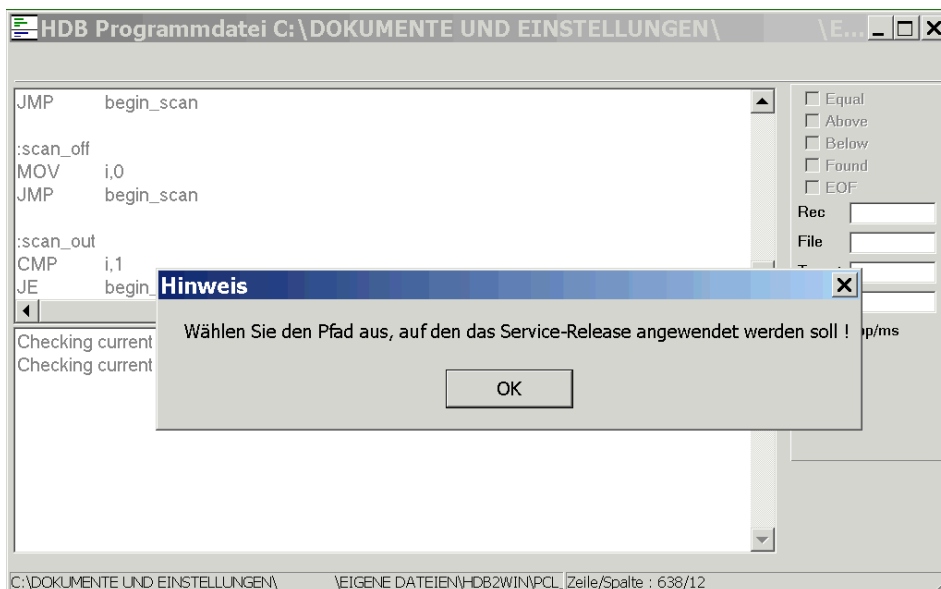 HDB Programmdatei C:\DOKUMENTE UND EINSTELLUNGEN\ \E...
JMP begin_scan
:scan_off
MOV i,0
JMP begin_scan
:scan_out
CMP i,1
JE begin_
Checking current
Checking current
Equal
Above
Below
Found
EOF
Rec
File
pp/ms
Hinweis
Wählen Sie den Pfad aus, auf den das Service-Release angewendet werden soll !
OK
C:\DOKUMENTE UND EINSTELLUNGEN\ \EIGENE DATEIEN\HDB2WIN\PCL Zeile/Spalte : 638/12